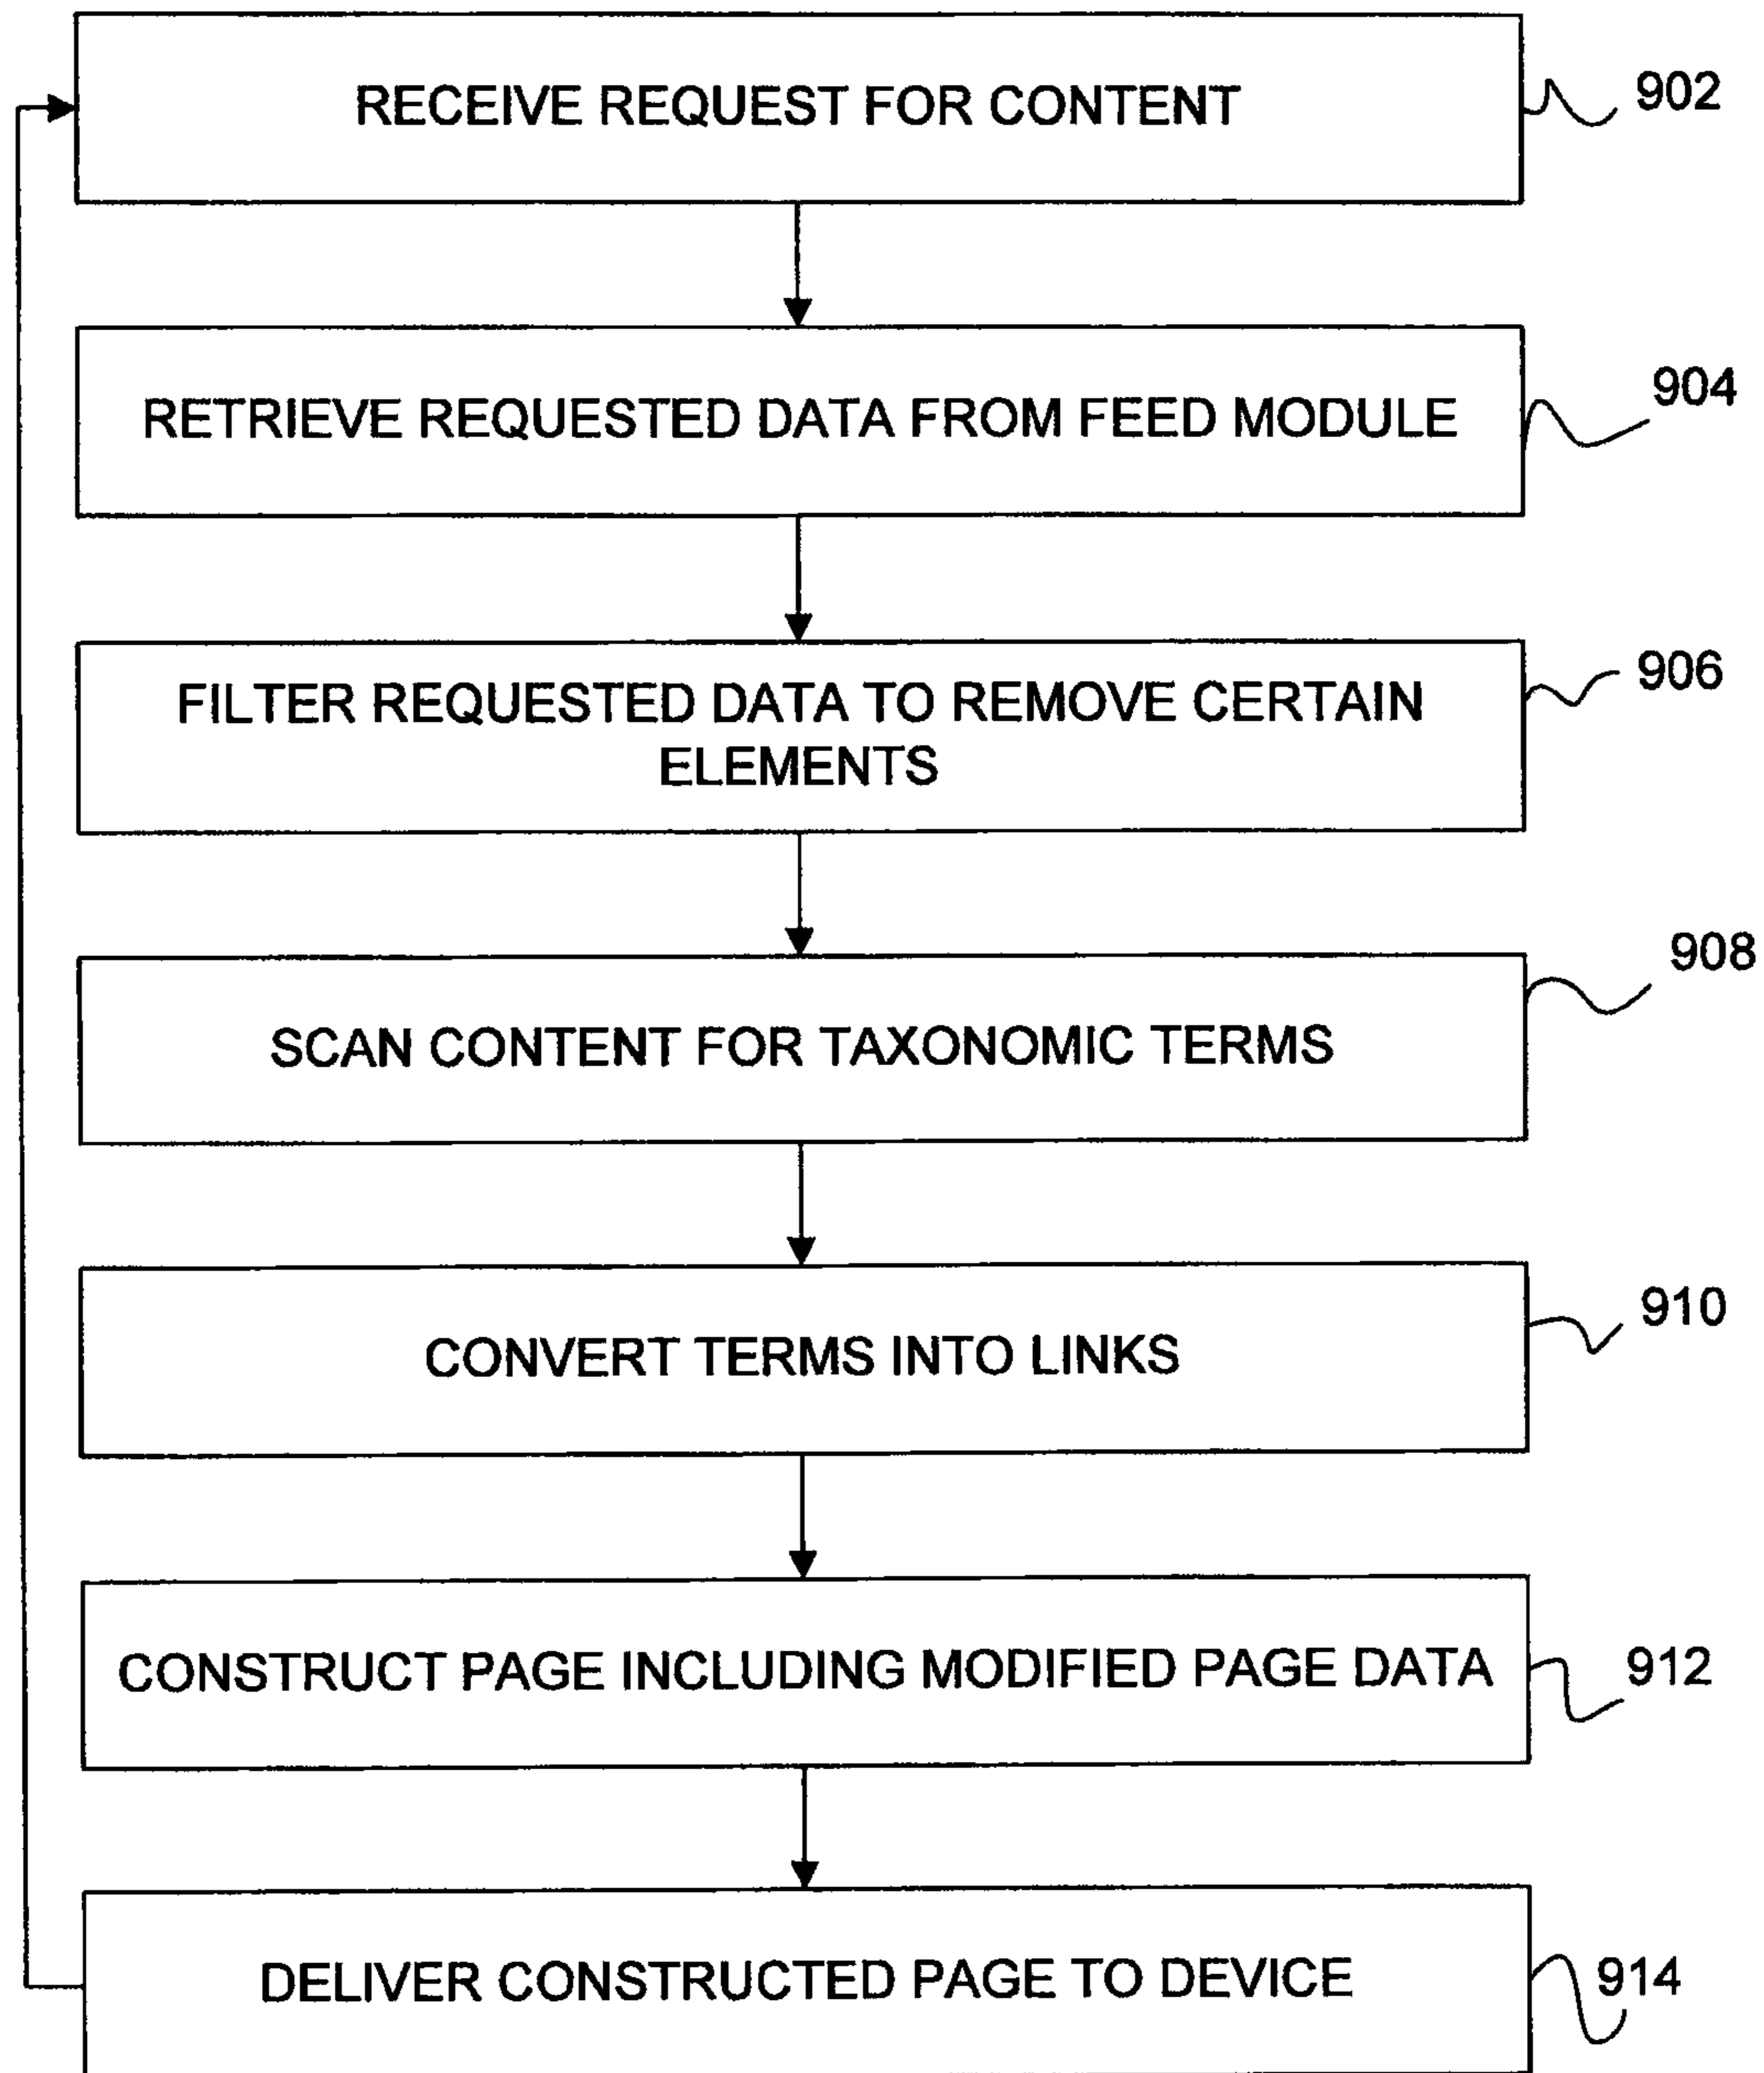 RECEIVE REQUEST FOR CONTENT
902
RETRIEVE REQUESTED DATA FROM FEED MODULE
904
FILTER REQUESTED DATA TO REMOVE CERTAIN
ELEMENTS
906
SCAN CONTENT FOR TAXONOMIC TERMS
908
CONVERT TERMS INTO LINKS
910
CONSTRUCT PAGE INCLUDING MODIFIED PAGE DATA
912
DELIVER CONSTRUCTED PAGE TO DEVICE
914